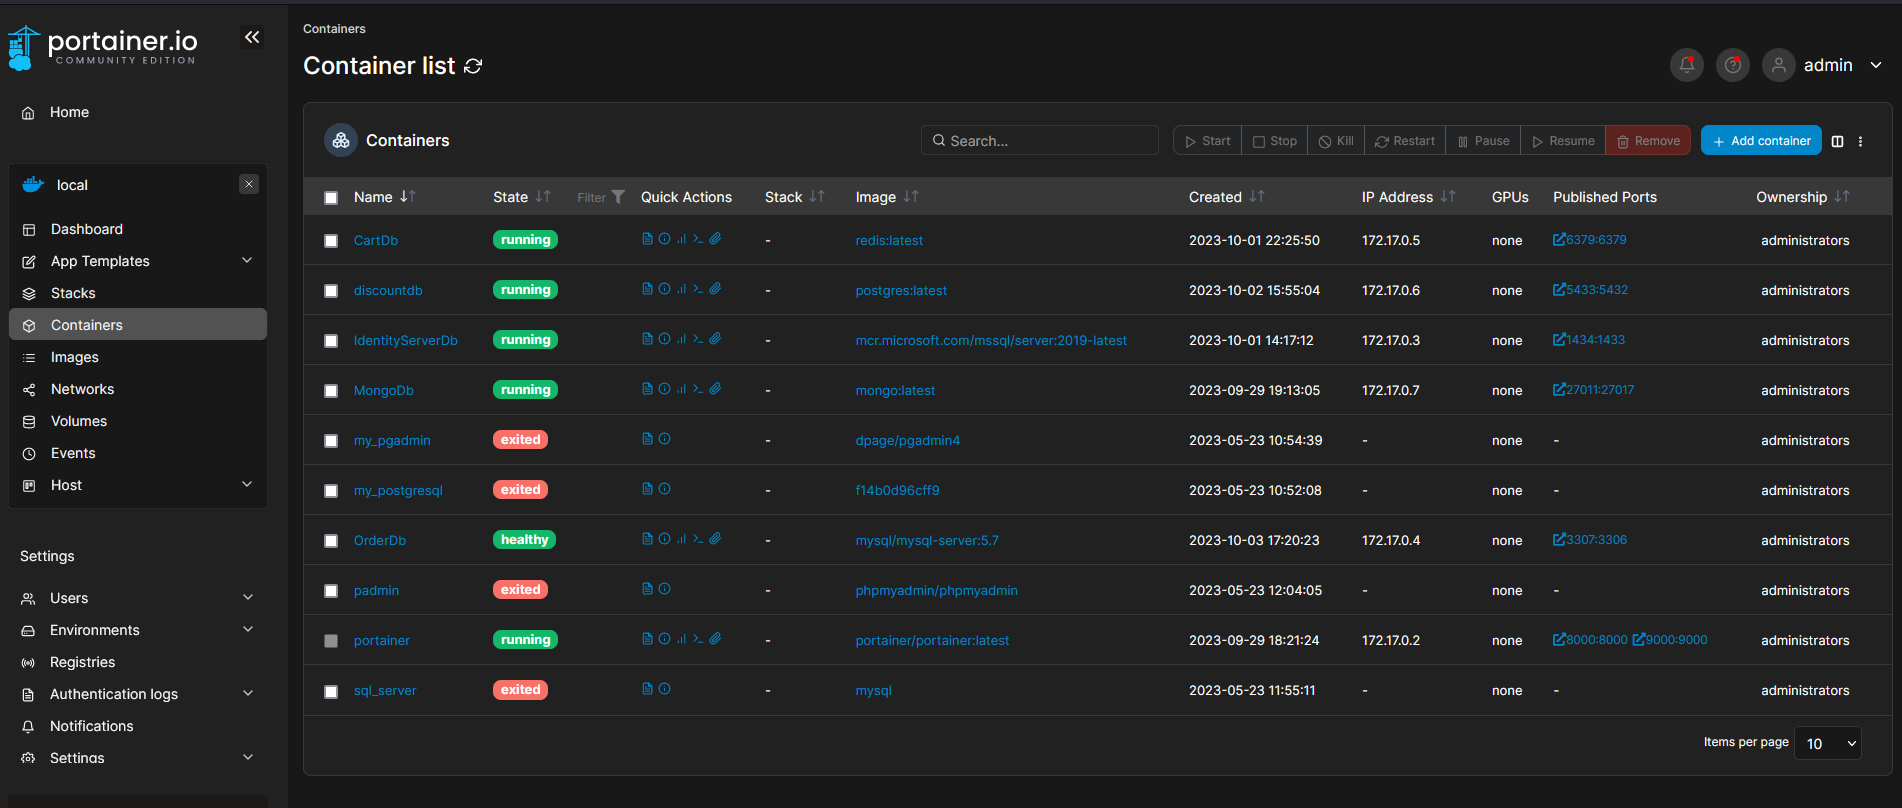 portainer.io
COMMUNITY EDITION
Home
local
Dashboard
App Templates
Stacks
Containers
Images
Networks
Volumes
Events
Host
Settings
Users
Environments
Registries
Authentication logs
Notifications
Settings
Containers
Container list
admin
Containers
Search...
Start Stop Kill Restart Pause Resume Remove Add container
Name State Filter Quick Actions Stack Image Created IP Address GPUs Published Ports Ownership
CartDb running - redis:latest 2023-10-01 22:25:50 172.17.0.5 none 6379:6379 administrators
discountdb running - postgres:latest 2023-10-02 15:55:04 172.17.0.6 none 5433:5432 administrators
IdentityServerDb running - mcr.microsoft.com/mssql/server:2019-latest 2023-10-01 14:17:12 172.17.0.3 none 1434:1433 administrators
MongoDb running - mongo:latest 2023-09-29 19:13:05 172.17.0.7 none 27011:27017 administrators
my_pgadmin exited - dpage/pgadmin4 2023-05-23 10:54:39 - none - administrators
my_postgresql exited - f14b0d96cff9 2023-05-23 10:52:08 - none - administrators
OrderDb healthy - mysql/mysql-server:5.7 2023-10-03 17:20:23 172.17.0.4 none 3307:3306 administrators
padmin exited - phpmyadmin/phpmyadmin 2023-05-23 12:04:05 - none - administrators
portainer running - portainer/portainer:latest 2023-09-29 18:21:24 172.17.0.2 none 8000:8000 9000:9000 administrators
sql_server exited - mysql 2023-05-23 11:55:11 - none - administrators
Items per page 10